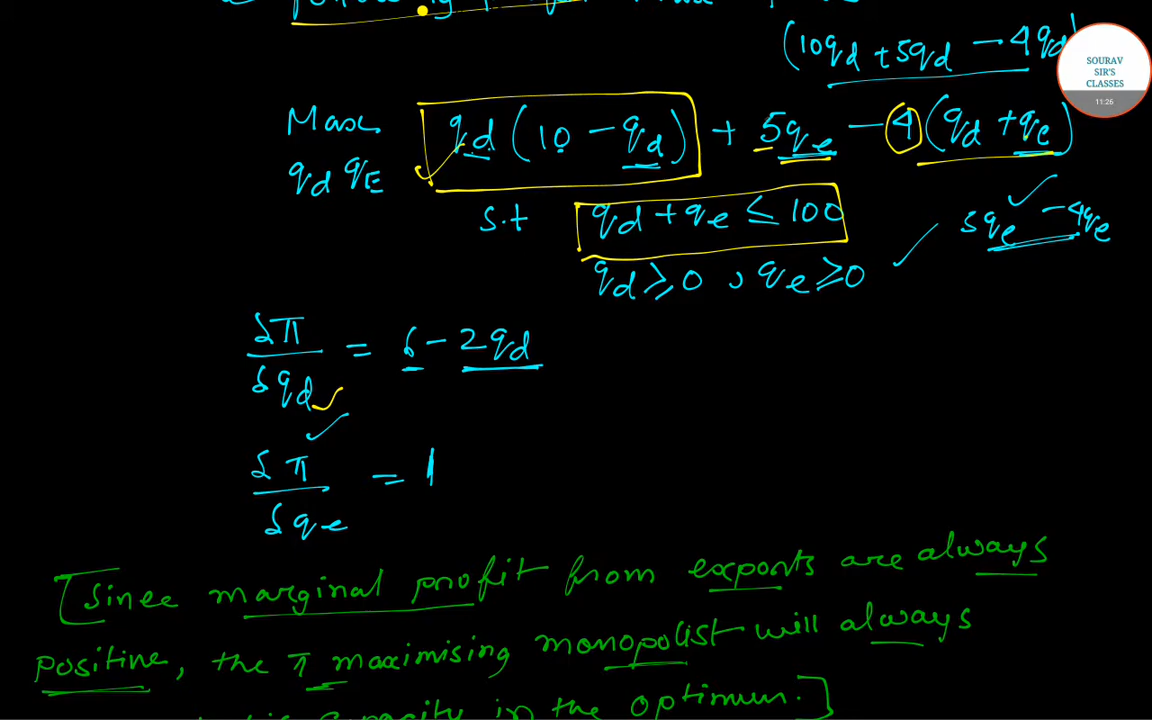 (10qd + 5qd - 4qd
SOURAV
SIR'S
CLASSES
11:26
Max qd (10 - qd) + 5qe - 4(qd + qe)
qd qE
s.t qd + qe ≤ 100
5qe - 4qe
qd ≥ 0, qe ≥ 0
δπ/δqd = 6 - 2qd
δπ/δqe = 1
[Since marginal profit from exports are always
positive, the π maximising monopolist will always
capacity in the optimum.]